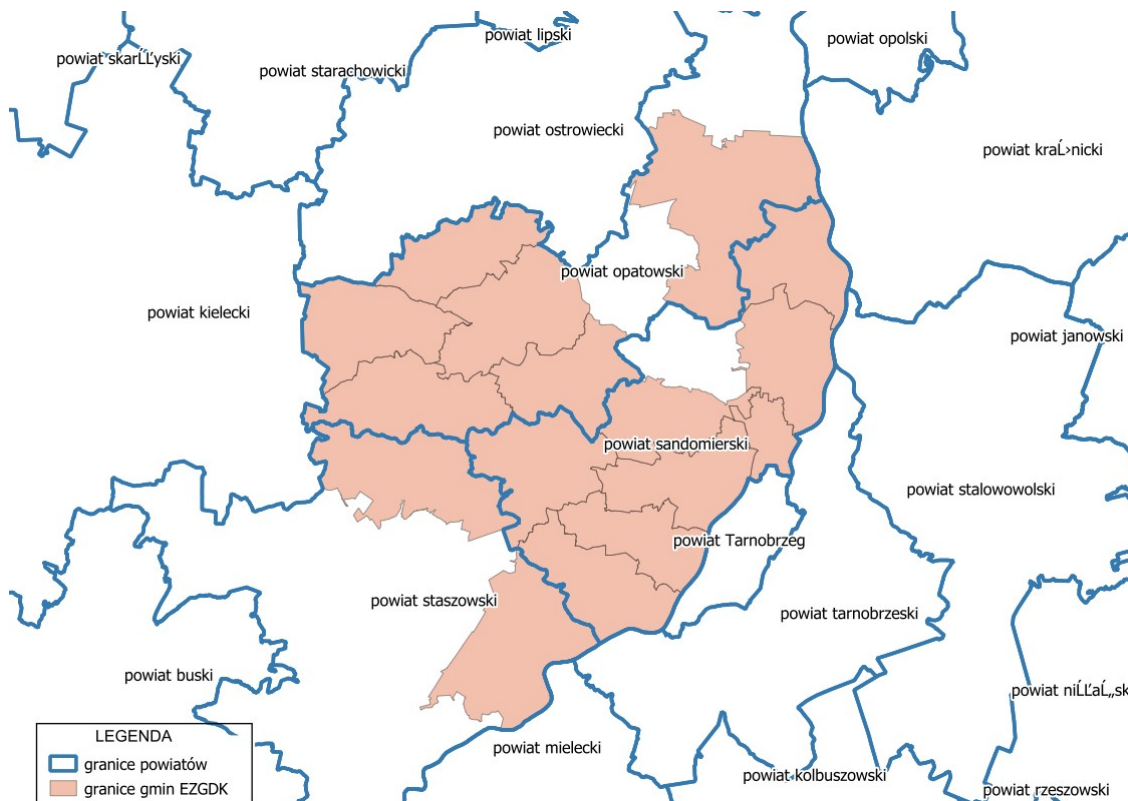 powiat lipski
powiat opolski
powiat skarĹĽyski
powiat starachowicki
powiat ostrowiecki
powiat kraĹ›nicki
powiat opatowski
powiat kielecki
powiat janowski
powiat sandomierski
powiat stalowowolski
powiat Tarnobrzeg
powiat staszowski
powiat tarnobrzeski
powiat buski
powiat niĹĽaĹ„sk
powiat mielecki
powiat kolbuszowski
powiat rzeszowski
LEGENDA
granice powiatów
granice gmin EZGDK